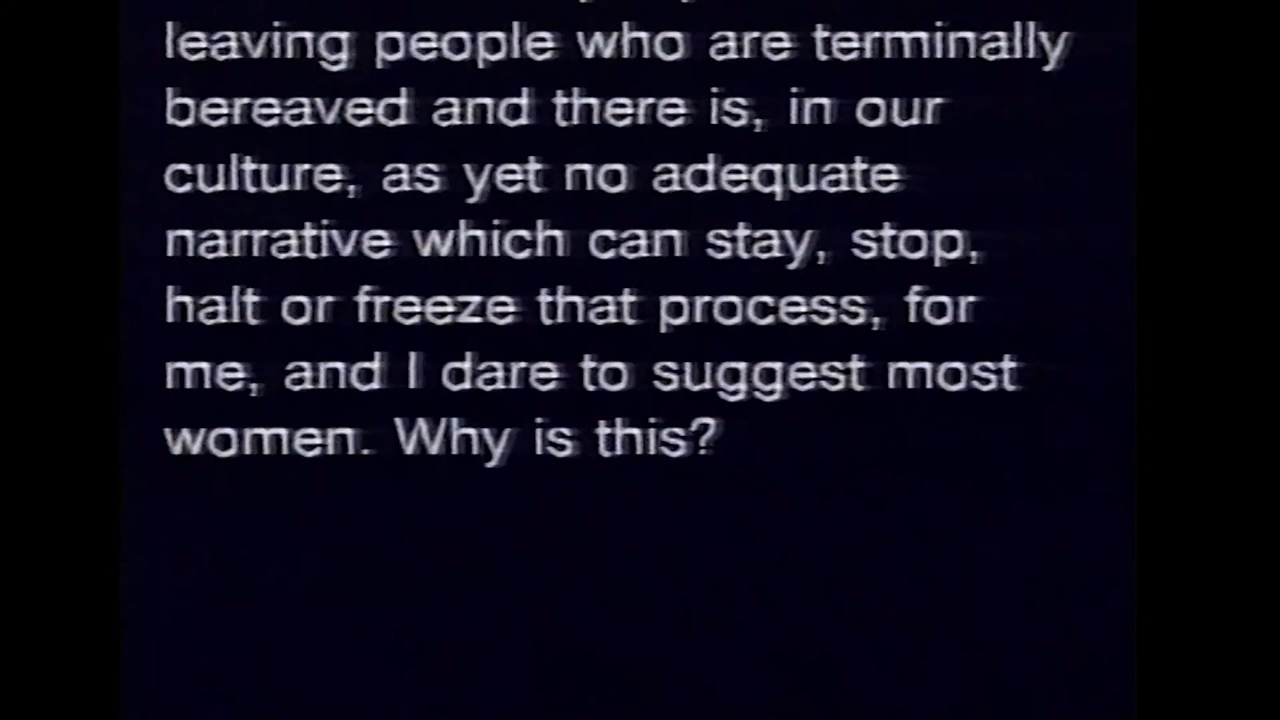 leaving people who are terminally
bereaved and there is, in our
culture, as yet no adequate
narrative which can stay, stop,
halt or freeze that process, for
me, and I dare to suggest most
women. Why is this?